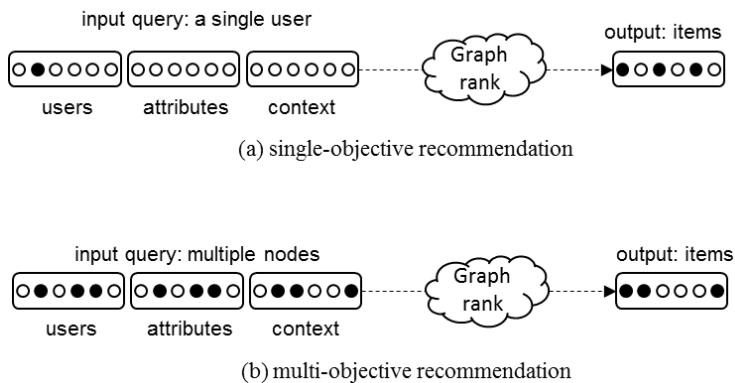 input query: a single user
output: items
Graph
rank
users attributes context
(a) single-objective recommendation
input query: multiple nodes
output: items
Graph
rank
users attributes context
(b) multi-objective recommendation